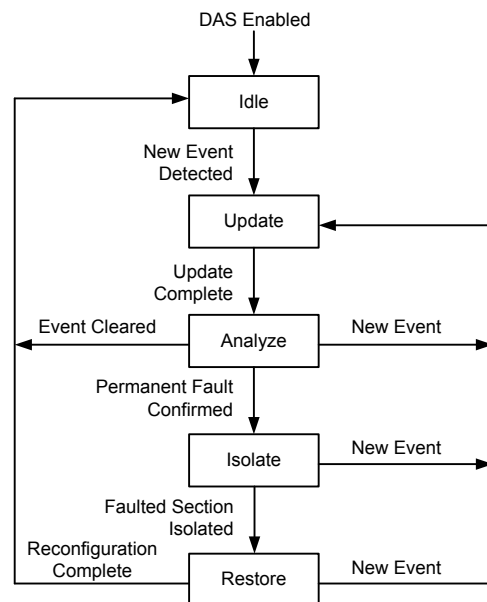 DAS Enabled
Idle
New Event
Detected
Update
Update
Complete
Event Cleared
Analyze
New Event
Permanent Fault
Confirmed
Isolate
New Event
Faulted Section
Isolated
Reconfiguration
Complete
Restore
New Event